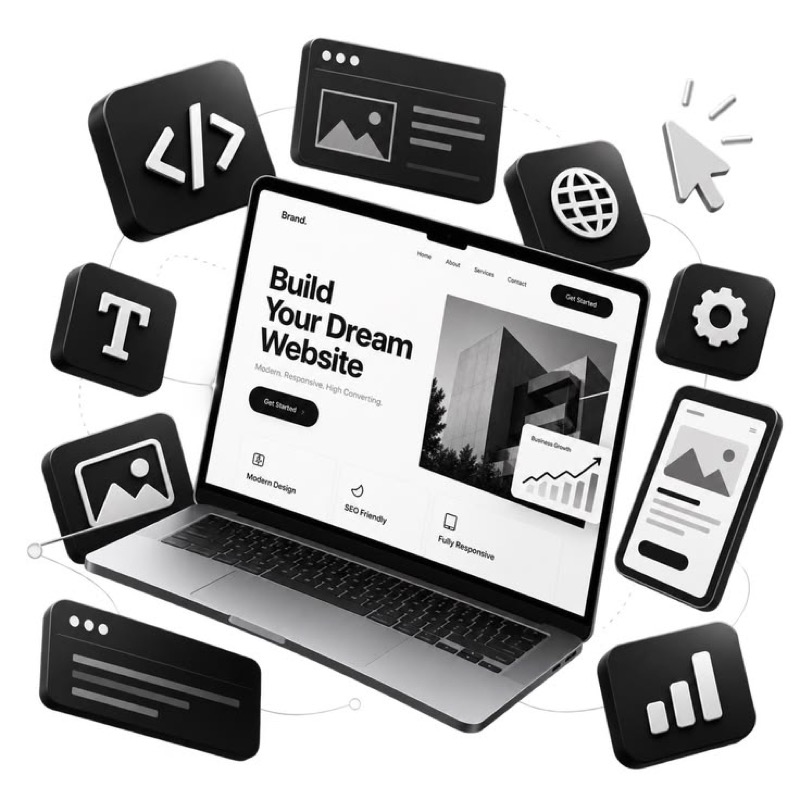 Brand.
Home
About
Services
Contact
Get Started
Build
Your Dream
Website
Modern. Responsive. High Converting.
Get Started
Business Growth
Modern Design
SEO Friendly
Fully Responsive
</>
T